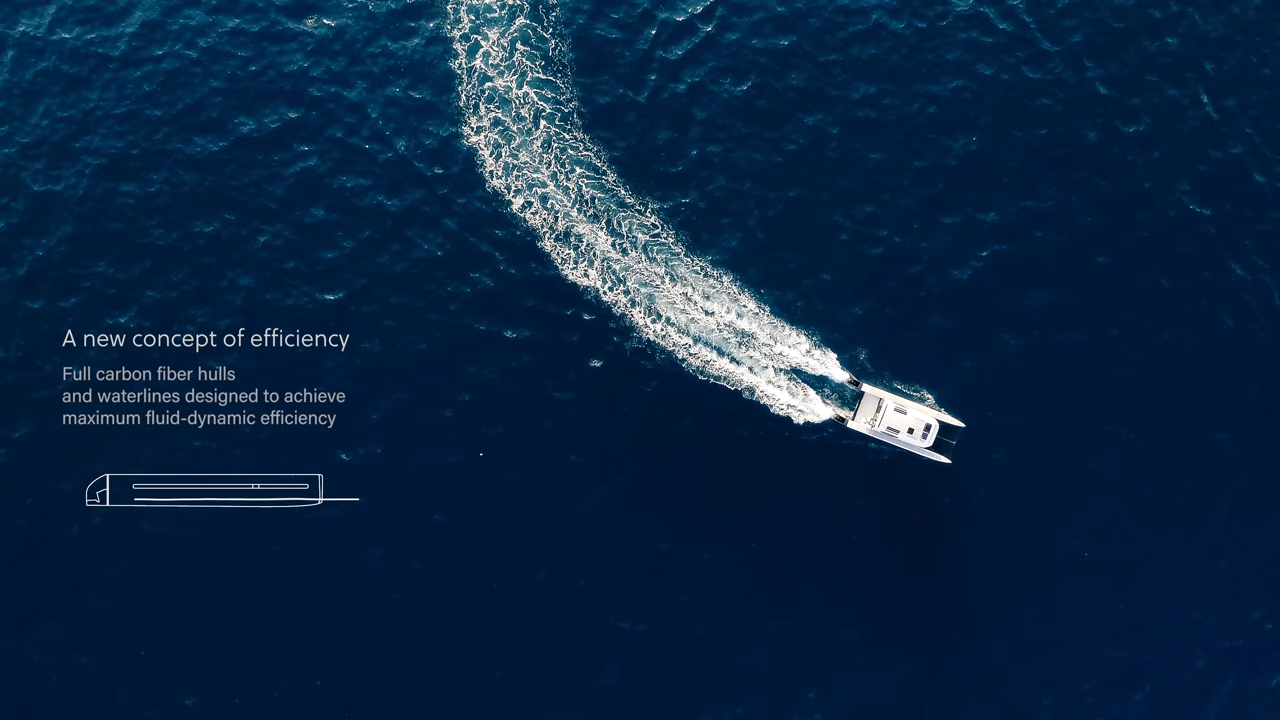 A new concept of efficiency
Full carbon fiber hulls
and waterlines designed to achieve
maximum fluid-dynamic efficiency